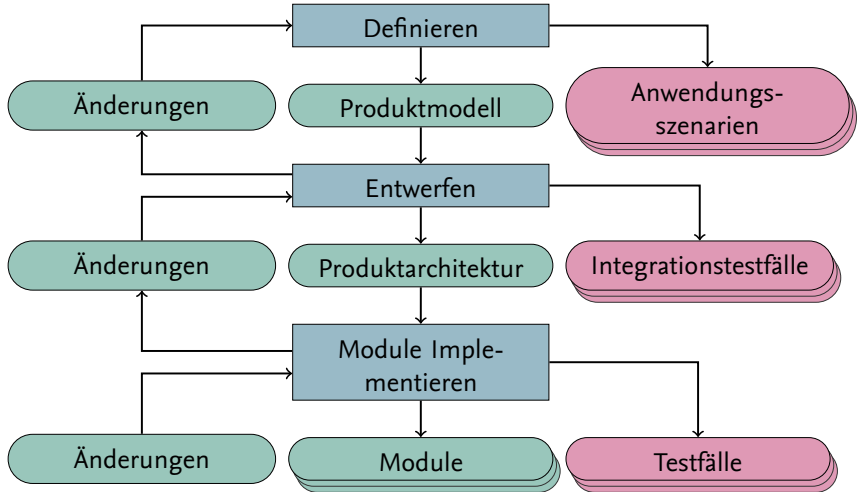 Definieren
Änderungen
Produktmodell
Anwendungs-
szenarien
Entwerfen
Änderungen
Produktarchitektur
Integrationstestfälle
Module Imple-
mentieren
Änderungen
Module
Testfälle